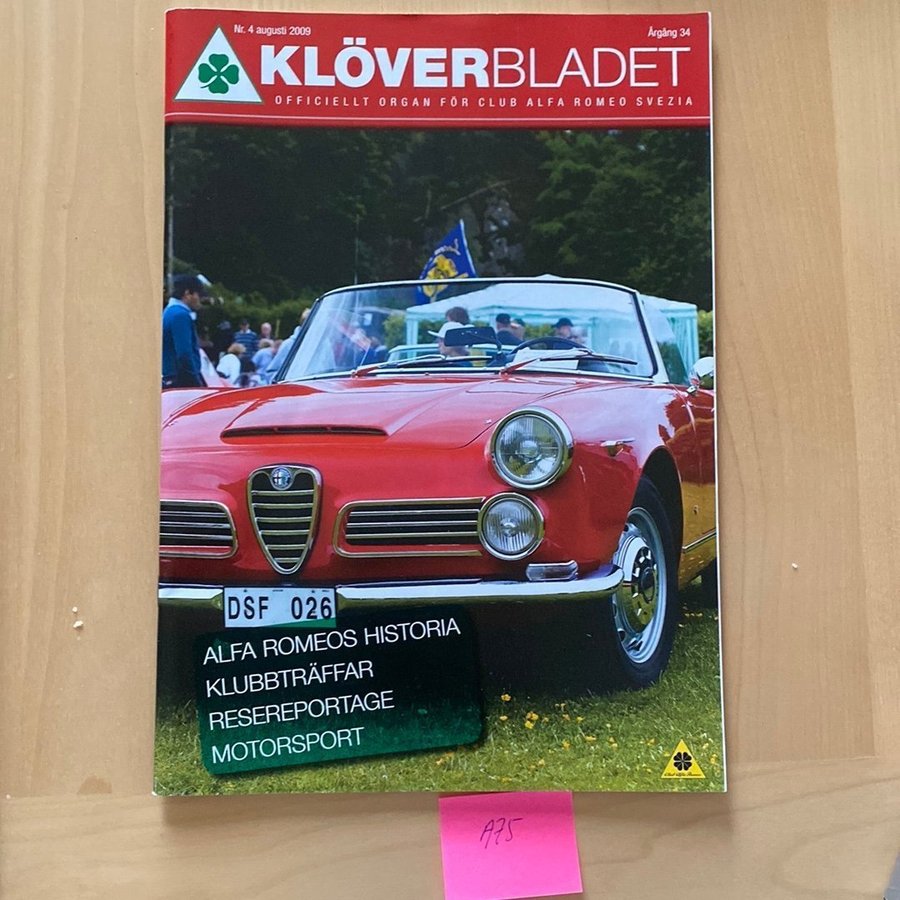 Nr. 4 augusti 2009
Årgång 34
KLÖVERBLADET
OFFICIELLT ORGAN FÖR CLUB ALFA ROMEO SVEZIA
DSF 026
ALFA ROMEOS HISTORIA
KLUBBTRÄFFAR
RESEREPORTAGE
MOTORSPORT
A75